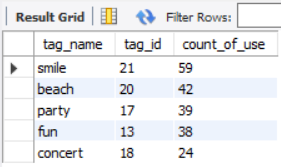 Result Grid Filter Rows:
tag_name tag_id count_of_use
smile 21 59
beach 20 42
party 17 39
fun 13 38
concert 18 24